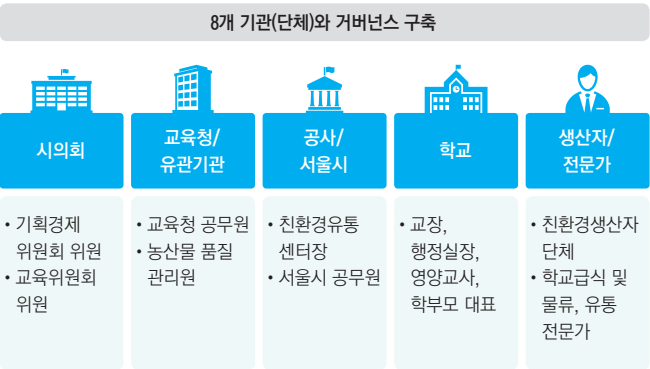 8개 기관(단체)와 거버넌스 구축
시의회
• 기획경제
위원회 위원
• 교육위원회
위원
교육청/
유관기관
• 교육청 공무원
• 농산물 품질
관리원
공사/
서울시
• 친환경유통
센터장
• 서울시 공무원
학교
• 교장,
행정실장,
영양교사,
학부모 대표
생산자/
전문가
• 친환경생산자
단체
• 학교급식 및
물류, 유통
전문가